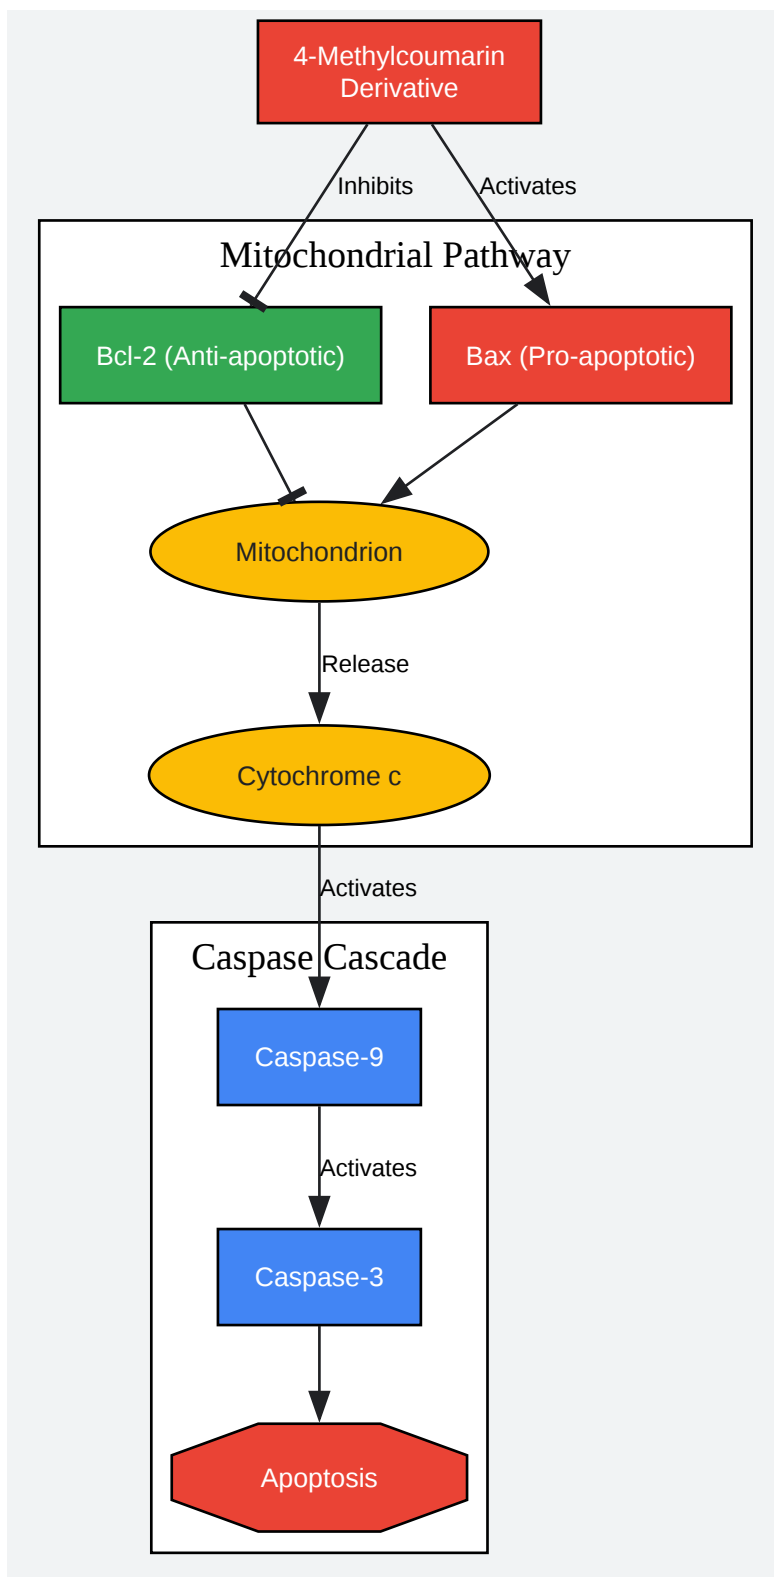 4-Methylcoumarin
Derivative
Inhibits
Activates
Mitochondrial Pathway
Bcl-2 (Anti-apoptotic)
Bax (Pro-apoptotic)
Mitochondrion
Release
Cytochrome c
Activates
Caspase Cascade
Caspase-9
Activates
Caspase-3
Apoptosis